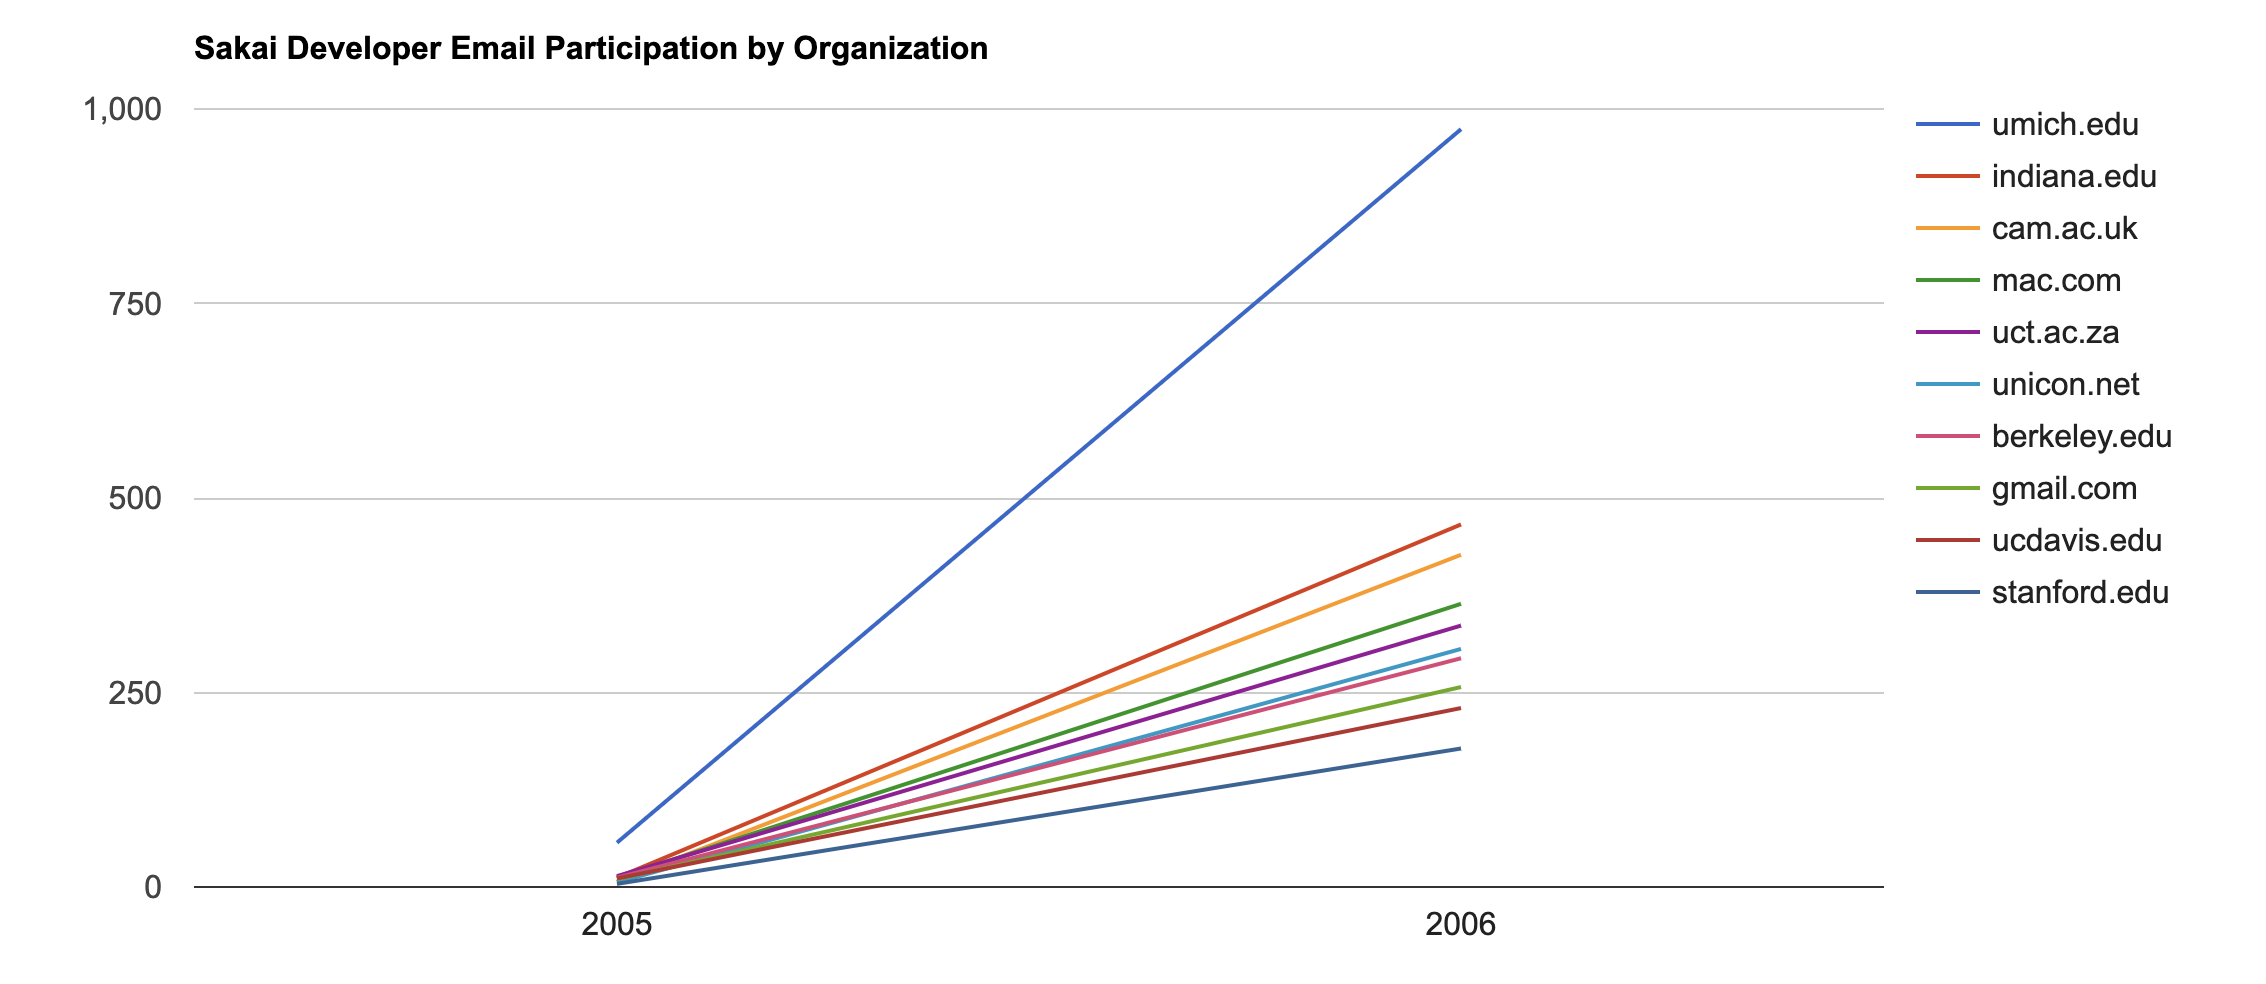 Sakai Developer Email Participation by Organization
1,000
750
500
250
0
2005
2006
umich.edu
indiana.edu
cam.ac.uk
mac.com
uct.ac.za
unicon.net
berkeley.edu
gmail.com
ucdavis.edu
stanford.edu